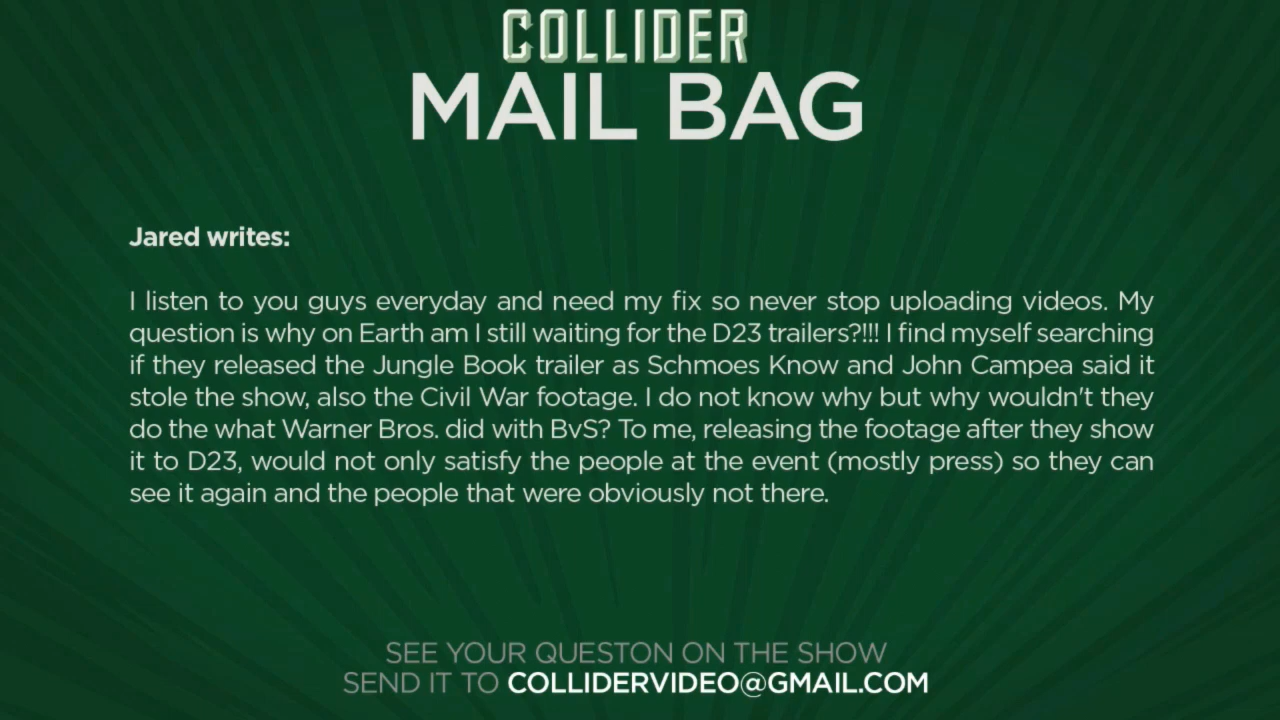 COLLIDER
MAIL BAG
Jared writes:
I listen to you guys everyday and need my fix so never stop uploading videos. My
question is why on Earth am I still waiting for the D23 trailers?!!! I find myself searching
if they released the Jungle Book trailer as Schmoes Know and John Campea said it
stole the show, also the Civil War footage. I do not know why but why wouldn't they
do the what Warner Bros. did with BvS? To me, releasing the footage after they show
it to D23, would not only satisfy the people at the event (mostly press) so they can
see it again and the people that were obviously not there.
SEE YOUR QUESTON ON THE SHOW
SEND IT TO COLLIDERVIDEO@GMAIL.COM